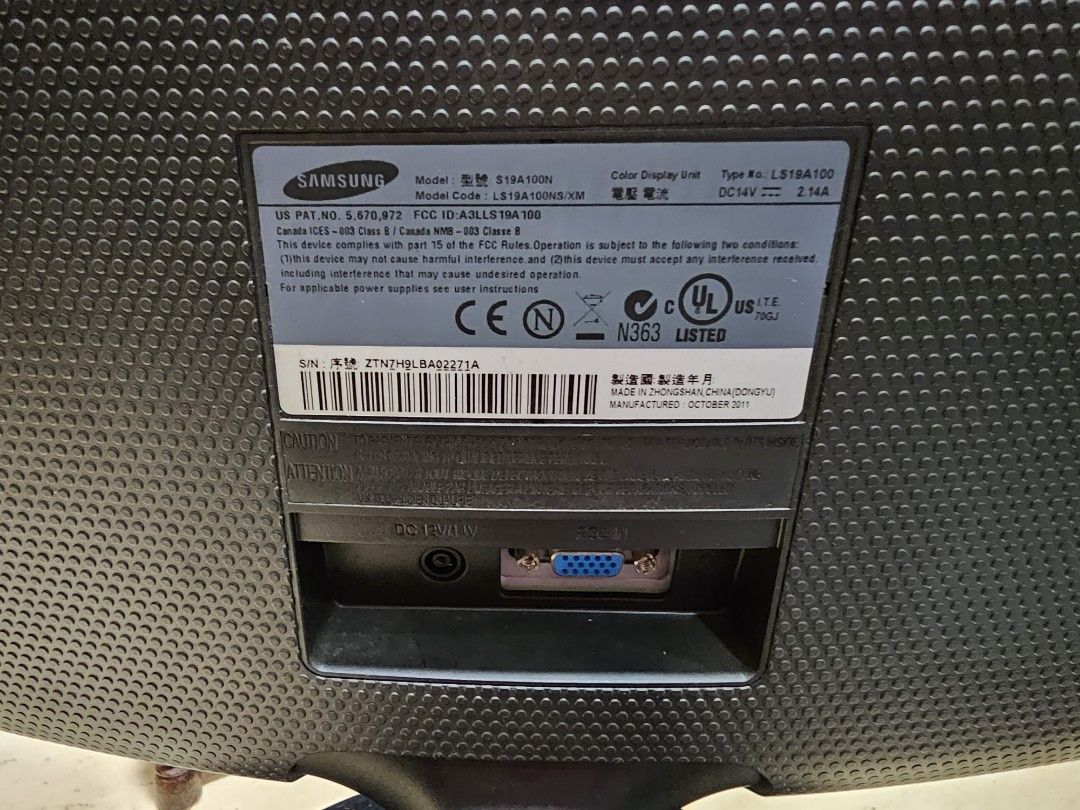 SAMSUNG
Model : 型號 S19A100N
Model Code : LS19A100NS/XM
Color Display Unit
電壓 電流
Type No.: LS19A100
DC14V ⎓ 2.14A
US PAT.NO. 5,670,972 FCC ID:A3LLS19A100
Canada ICES - 003 Class B / Canada NMB - 003 Classe B
This device complies with part 15 of the FCC Rules.Operation is subject to the following two conditions:
(1)this device may not cause harmful interference.and (2)this device must accept any interference received.
including interference that may cause undesired operation.
For applicable power supplies see user instructions
CE N N363 c UL US LISTED I.T.E. 70GJ
S/N : 序號 ZTN7H9LBA02271A
製造國 製造年月
MADE IN ZHONGSHAN,CHINA(DONGYU)
MANUFACTURED : OCTOBER 2011
CAUTION
ATTENTION
DC 12V/14V